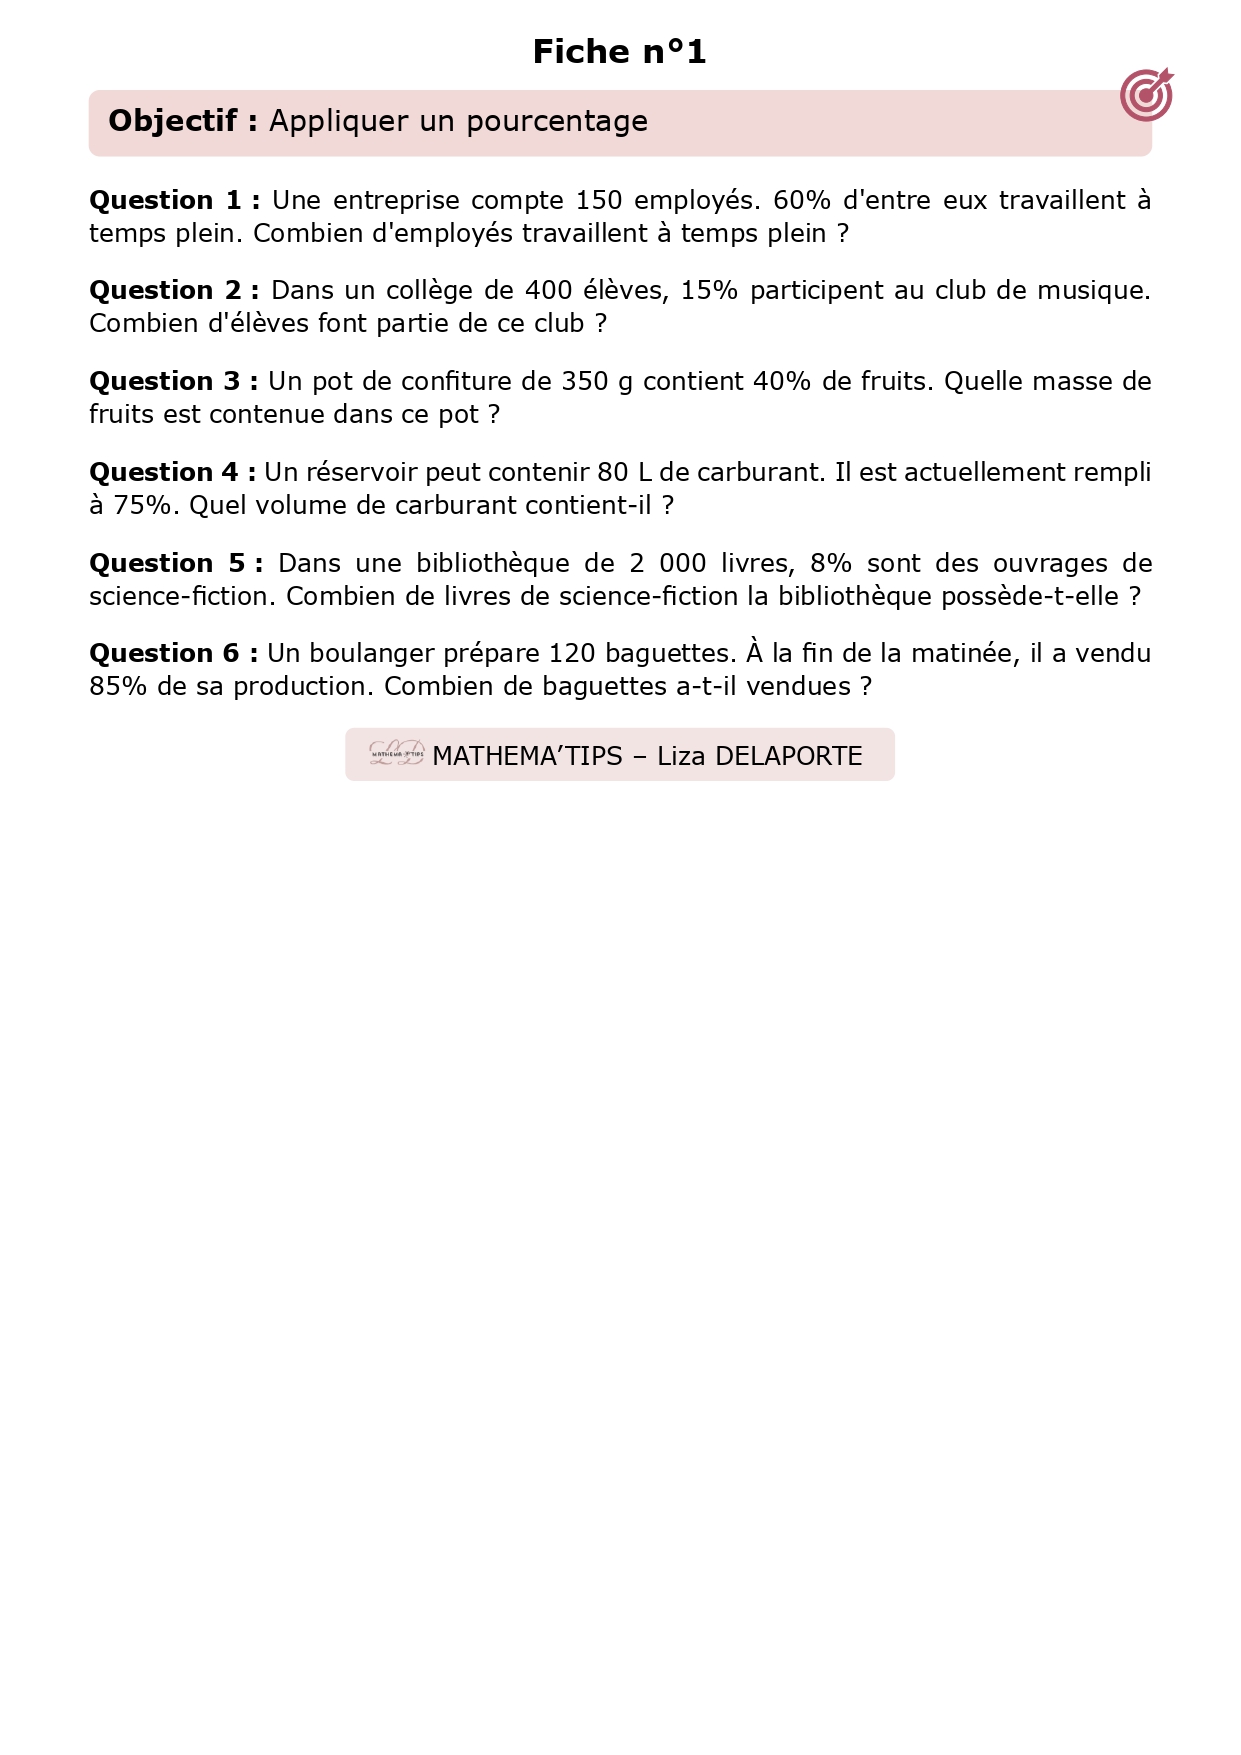 Fiche n°1
Objectif : Appliquer un pourcentage
Question 1 : Une entreprise compte 150 employés. 60% d'entre eux travaillent à
temps plein. Combien d'employés travaillent à temps plein ?
Question 2 : Dans un collège de 400 élèves, 15% participent au club de musique.
Combien d'élèves font partie de ce club ?
Question 3 : Un pot de confiture de 350 g contient 40% de fruits. Quelle masse de
fruits est contenue dans ce pot ?
Question 4 : Un réservoir peut contenir 80 L de carburant. Il est actuellement rempli
à 75%. Quel volume de carburant contient-il ?
Question 5 : Dans une bibliothèque de 2 000 livres, 8% sont des ouvrages de
science-fiction. Combien de livres de science-fiction la bibliothèque possède-t-elle ?
Question 6 : Un boulanger prépare 120 baguettes. À la fin de la matinée, il a vendu
85% de sa production. Combien de baguettes a-t-il vendues ?
LD MATHEMA TIPS MATHEMA’TIPS – Liza DELAPORTE